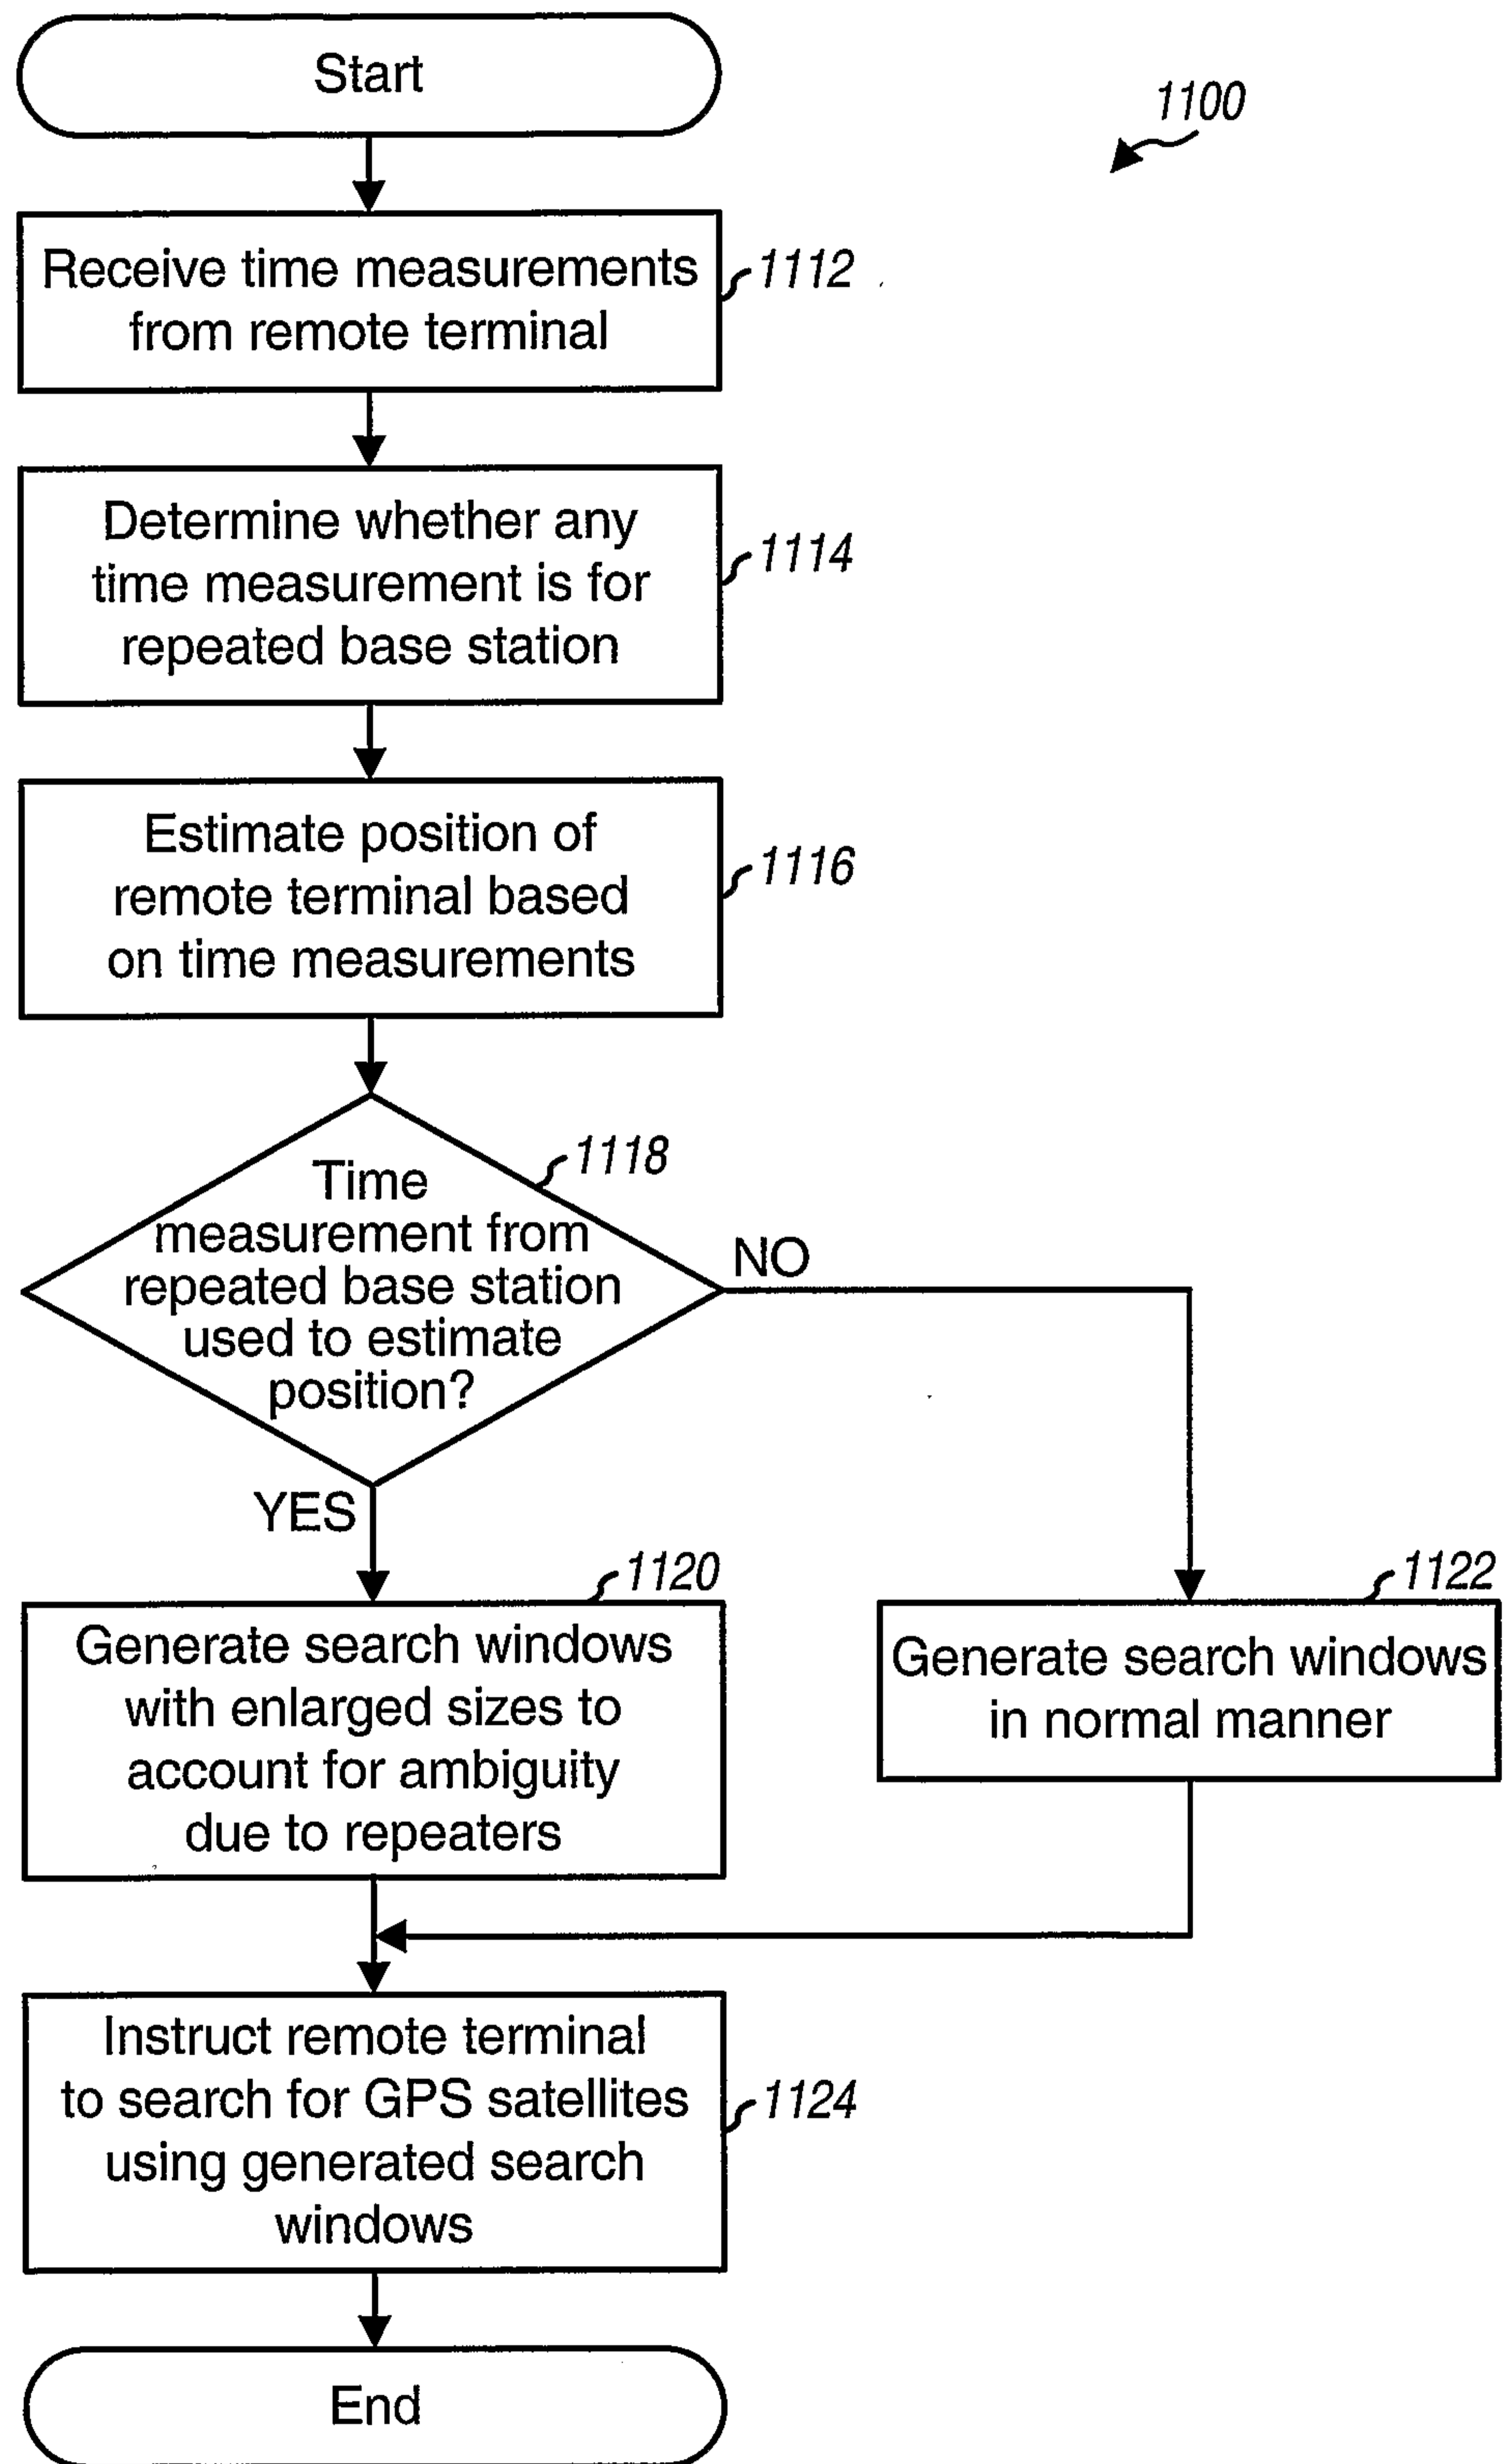 Start
1100
Receive time measurements
from remote terminal
1112
Determine whether any
time measurement is for
repeated base station
1114
Estimate position of
remote terminal based
on time measurements
1116
1118
Time
measurement from
repeated base station
used to estimate
position?
NO
YES
1120
Generate search windows
with enlarged sizes to
account for ambiguity
due to repeaters
1122
Generate search windows
in normal manner
Instruct remote terminal
to search for GPS satellites
using generated search
windows
1124
End